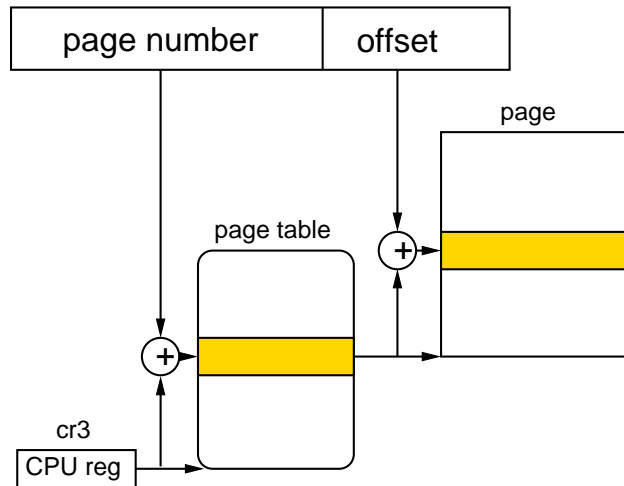 page number
offset
page
page table
+
+
cr3
CPU reg